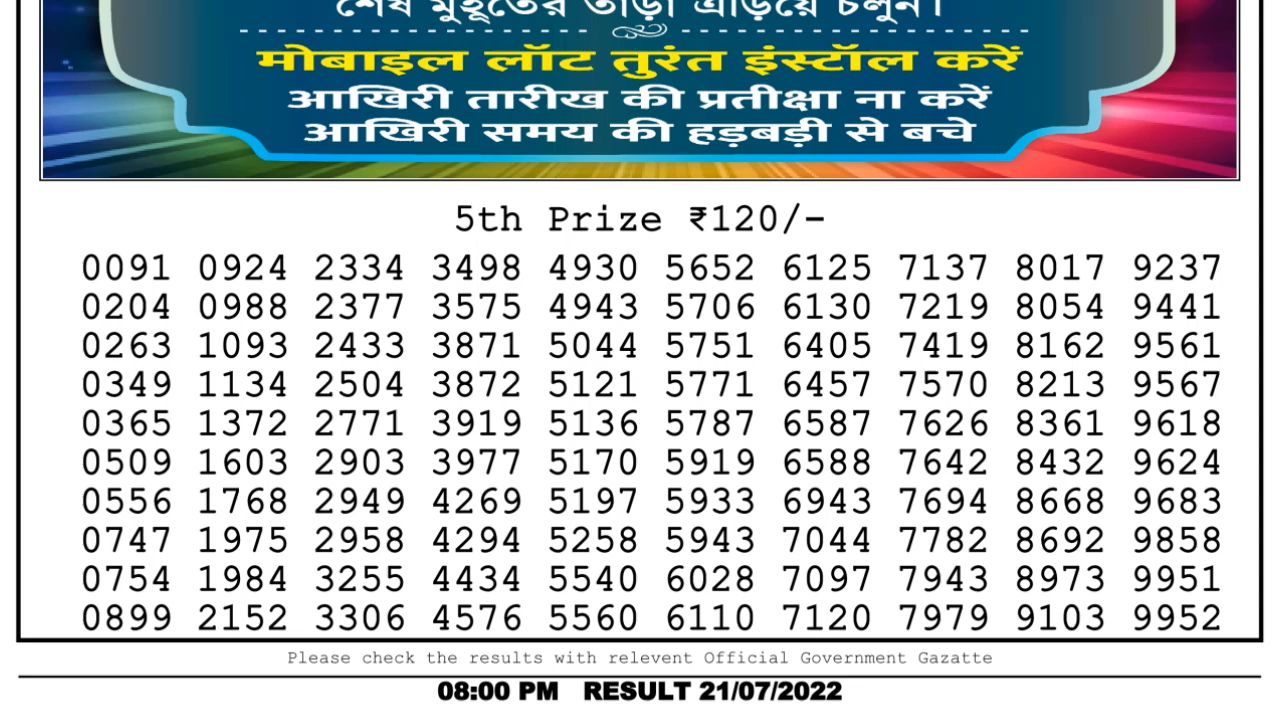 শেষ মুহূর্তের তাড়া এড়িয়ে চলুন।
मोबाइल लॉट तुरंत इंस्टॉल करें
आखिरी तारीख की प्रतीक्षा ना करें
आखिरी समय की हड़बड़ी से बचे
5th Prize ₹120/-
0091 0924 2334 3498 4930 5652 6125 7137 8017 9237
0204 0988 2377 3575 4943 5706 6130 7219 8054 9441
0263 1093 2433 3871 5044 5751 6405 7419 8162 9561
0349 1134 2504 3872 5121 5771 6457 7570 8213 9567
0365 1372 2771 3919 5136 5787 6587 7626 8361 9618
0509 1603 2903 3977 5170 5919 6588 7642 8432 9624
0556 1768 2949 4269 5197 5933 6943 7694 8668 9683
0747 1975 2958 4294 5258 5943 7044 7782 8692 9858
0754 1984 3255 4434 5540 6028 7097 7943 8973 9951
0899 2152 3306 4576 5560 6110 7120 7979 9103 9952
Please check the results with relevent Official Government Gazatte
08:00 PM RESULT 21/07/2022